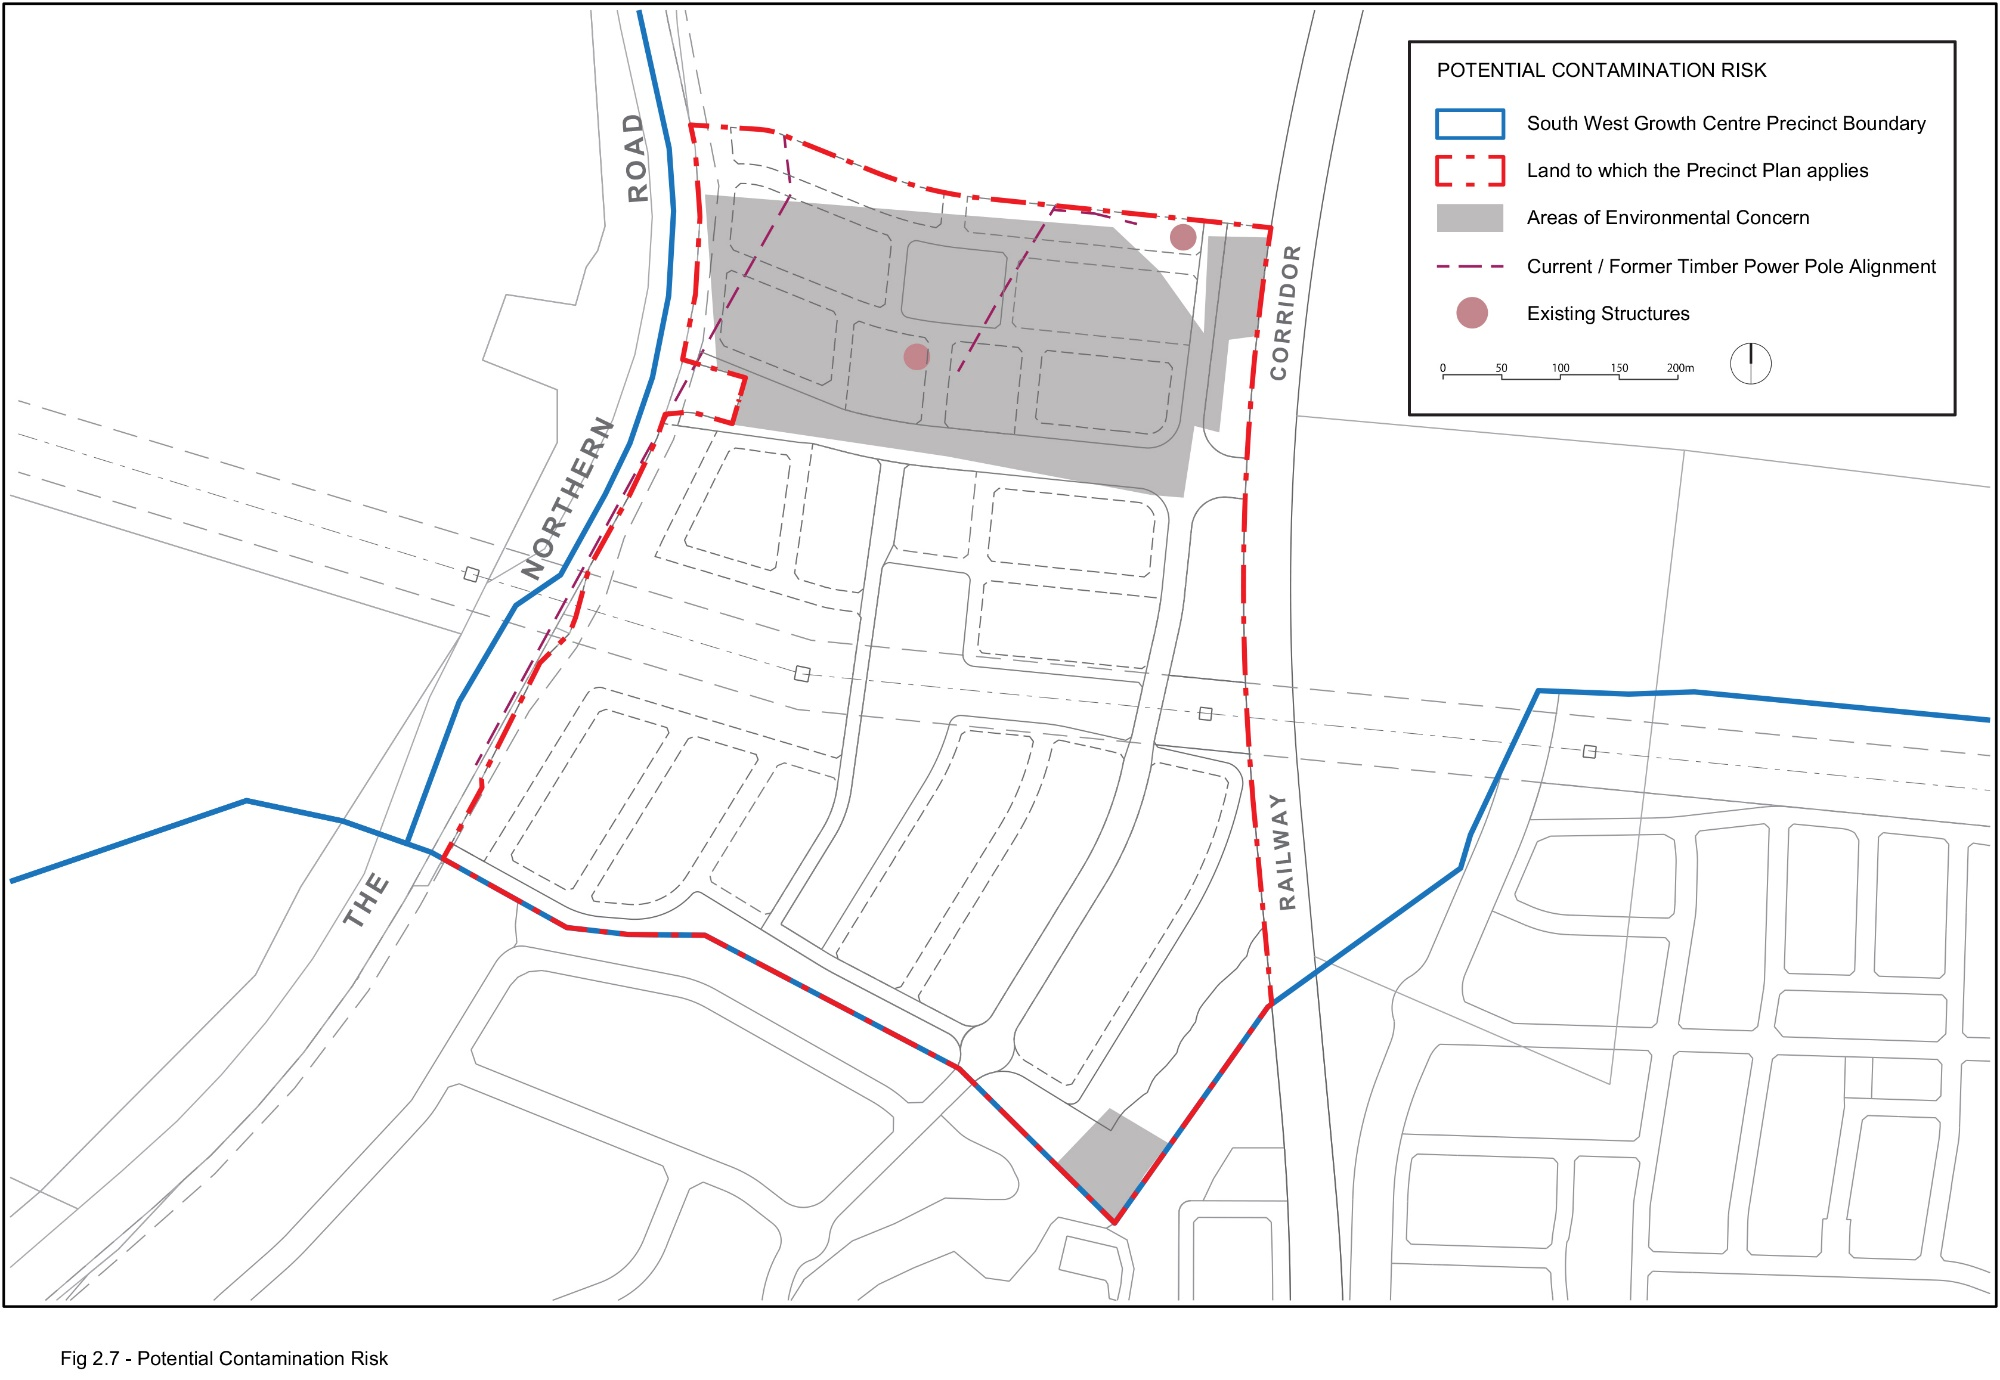 POTENTIAL CONTAMINATION RISK
South West Growth Centre Precinct Boundary
Land to which the Precinct Plan applies
Areas of Environmental Concern
Current / Former Timber Power Pole Alignment
Existing Structures
0 50 100 150 200m
THE NORTHERN ROAD
RAILWAY CORRIDOR
Fig 2.7 - Potential Contamination Risk